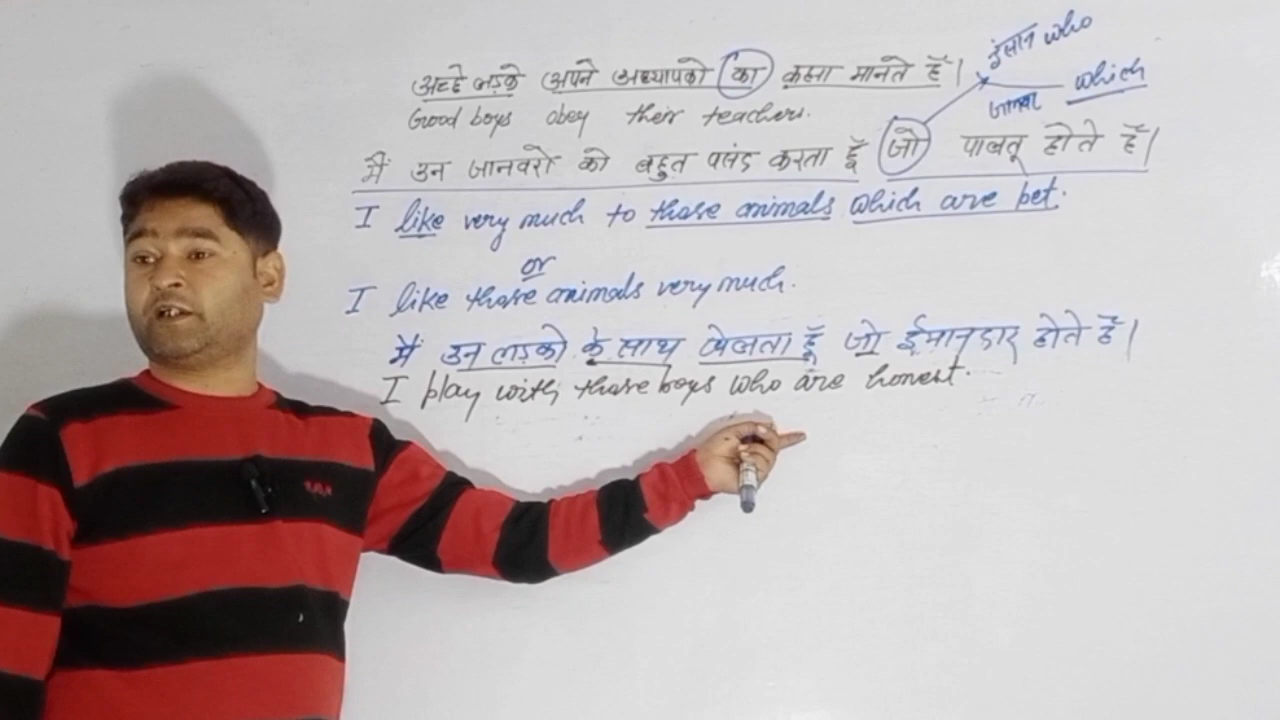 अच्छे लड़के अपने अध्यापको का कहना मानते हैं।
Good boys obey their teachers.
इंसान who
जानवर which
मैं उन जानवरो को बहुत पसंद करता हूँ जो पालतू होते हैं।
I like very much to those animals which are pet.
or
I like those animals very much.
मैं उन लड़को के साथ खेलता हूँ जो ईमानदार होते हैं।
I play with those boys who are honest.